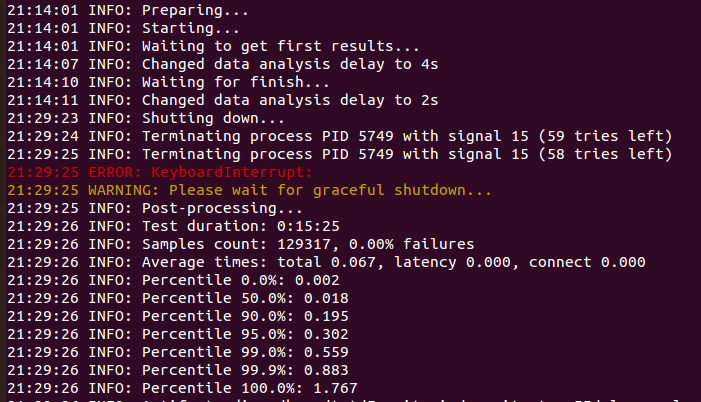 21:14:01 INFO: Preparing...
21:14:01 INFO: Starting...
21:14:01 INFO: Waiting to get first results...
21:14:07 INFO: Changed data analysis delay to 4s
21:14:10 INFO: Waiting for finish...
21:14:11 INFO: Changed data analysis delay to 2s
21:29:23 INFO: Shutting down...
21:29:24 INFO: Terminating process PID 5749 with signal 15 (59 tries left)
21:29:25 INFO: Terminating process PID 5749 with signal 15 (58 tries left)
21:29:25 ERROR: KeyboardInterrupt:
21:29:25 WARNING: Please wait for graceful shutdown...
21:29:25 INFO: Post-processing...
21:29:26 INFO: Test duration: 0:15:25
21:29:26 INFO: Samples count: 129317, 0.00% failures
21:29:26 INFO: Average times: total 0.067, latency 0.000, connect 0.000
21:29:26 INFO: Percentile 0.0%: 0.002
21:29:26 INFO: Percentile 50.0%: 0.018
21:29:26 INFO: Percentile 90.0%: 0.195
21:29:26 INFO: Percentile 95.0%: 0.302
21:29:26 INFO: Percentile 99.0%: 0.559
21:29:26 INFO: Percentile 99.9%: 0.883
21:29:26 INFO: Percentile 100.0%: 1.767